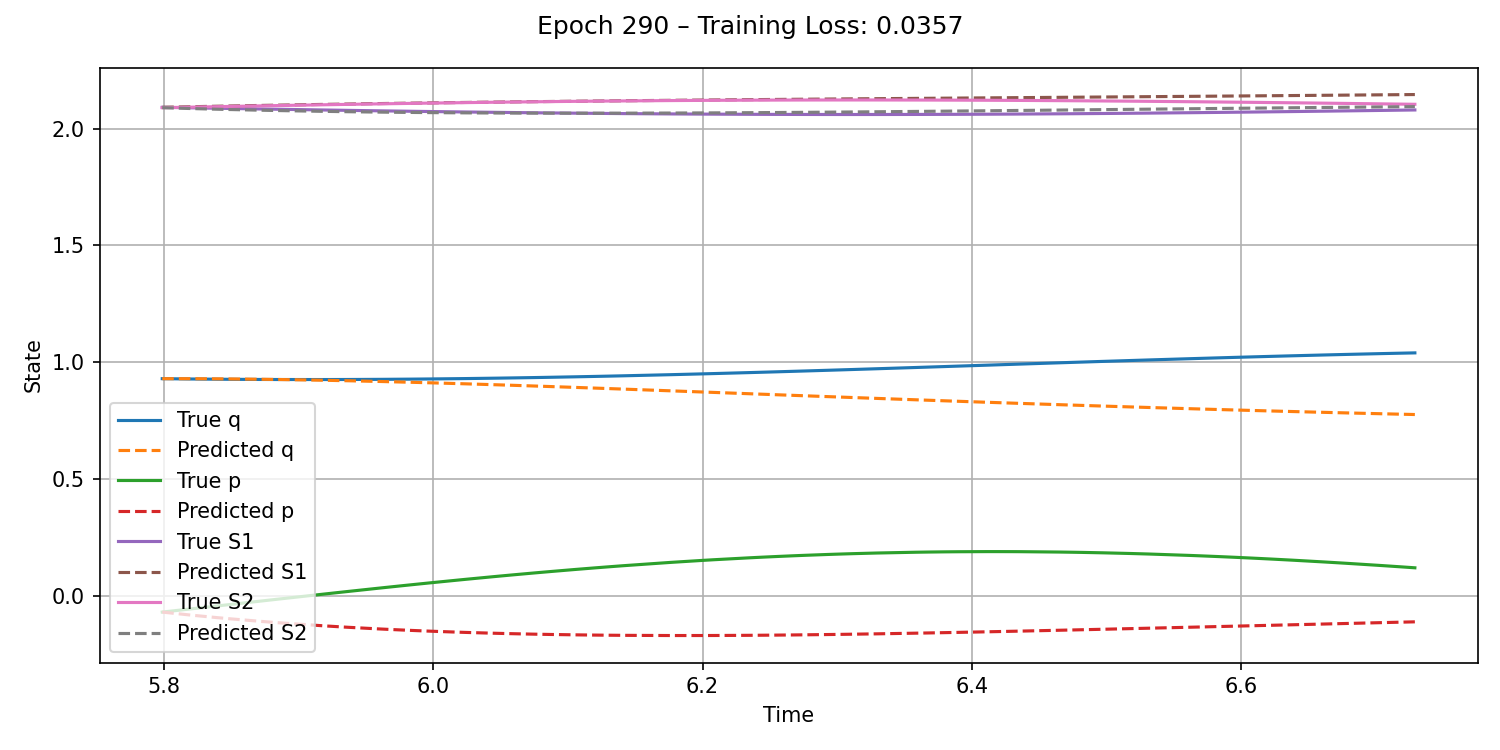 Epoch 290 – Training Loss: 0.0357
2.0
1.5
1.0
0.5
0.0
State
True q
Predicted q
True p
Predicted p
True S1
Predicted S1
True S2
Predicted S2
5.8 6.0 6.2 6.4 6.6
Time